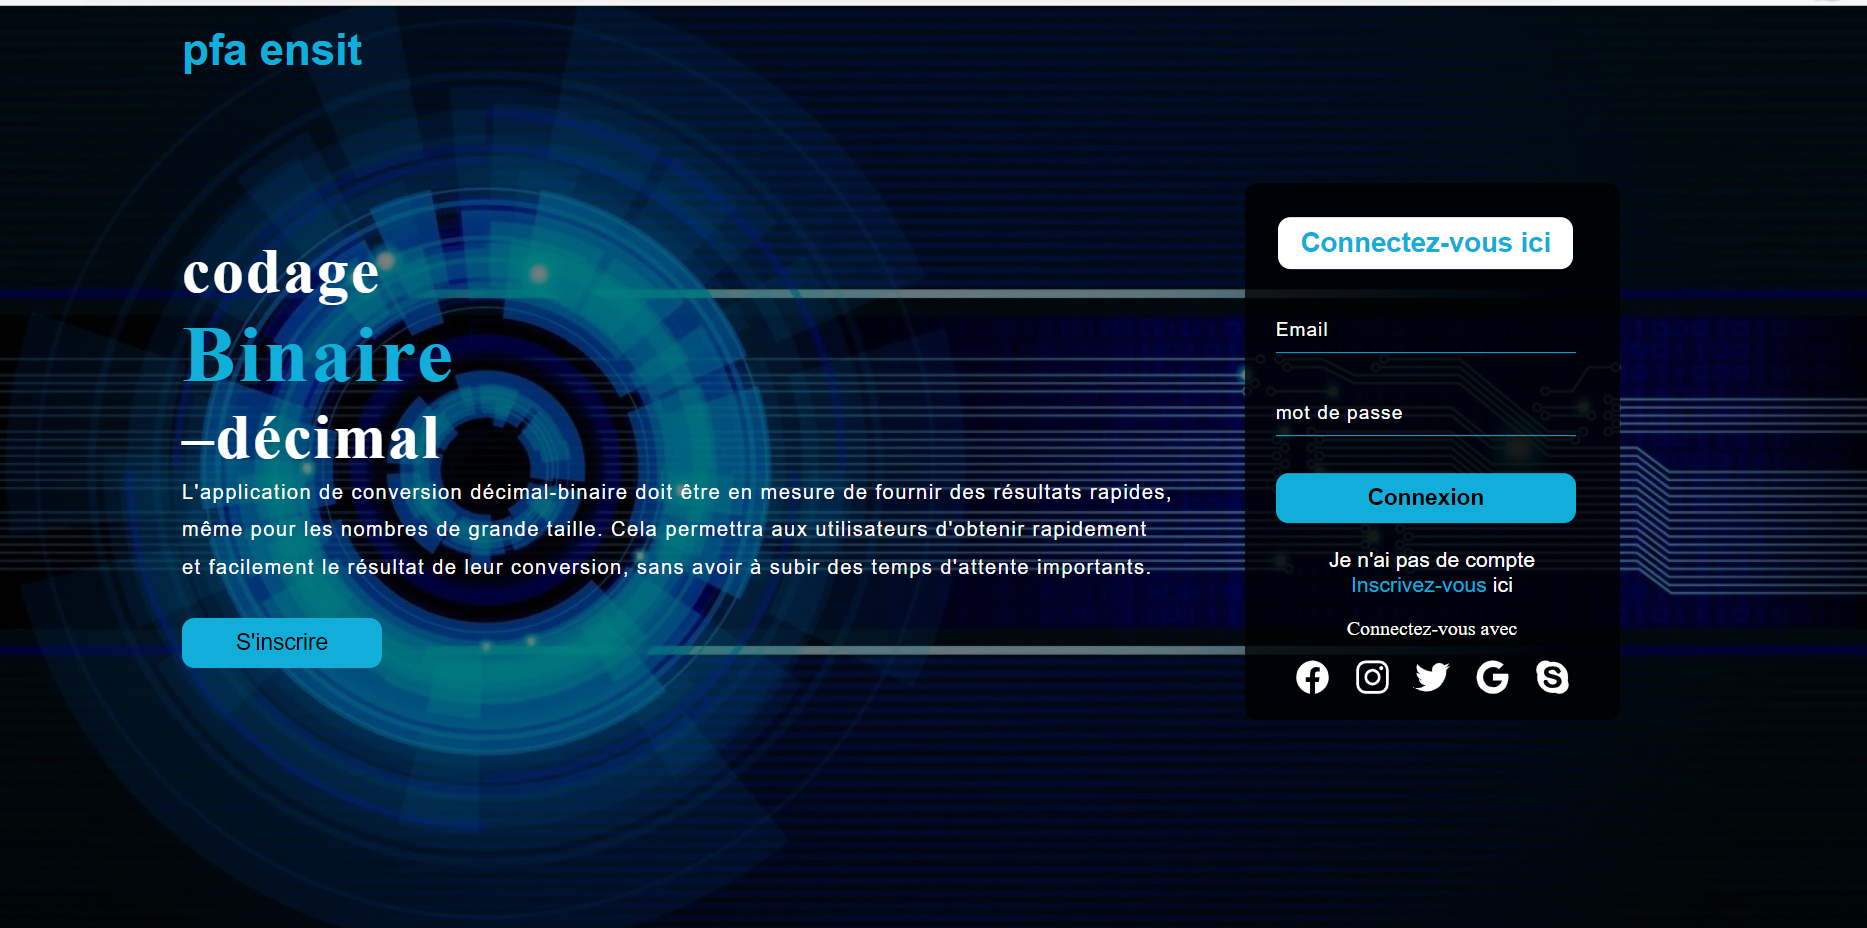 pfa ensit
codage
Binaire
–décimal
L'application de conversion décimal-binaire doit être en mesure de fournir des résultats rapides,
même pour les nombres de grande taille. Cela permettra aux utilisateurs d'obtenir rapidement
et facilement le résultat de leur conversion, sans avoir à subir des temps d'attente importants.
S'inscrire
Connectez-vous ici
Email
mot de passe
Connexion
Je n'ai pas de compte
Inscrivez-vous ici
Connectez-vous avec